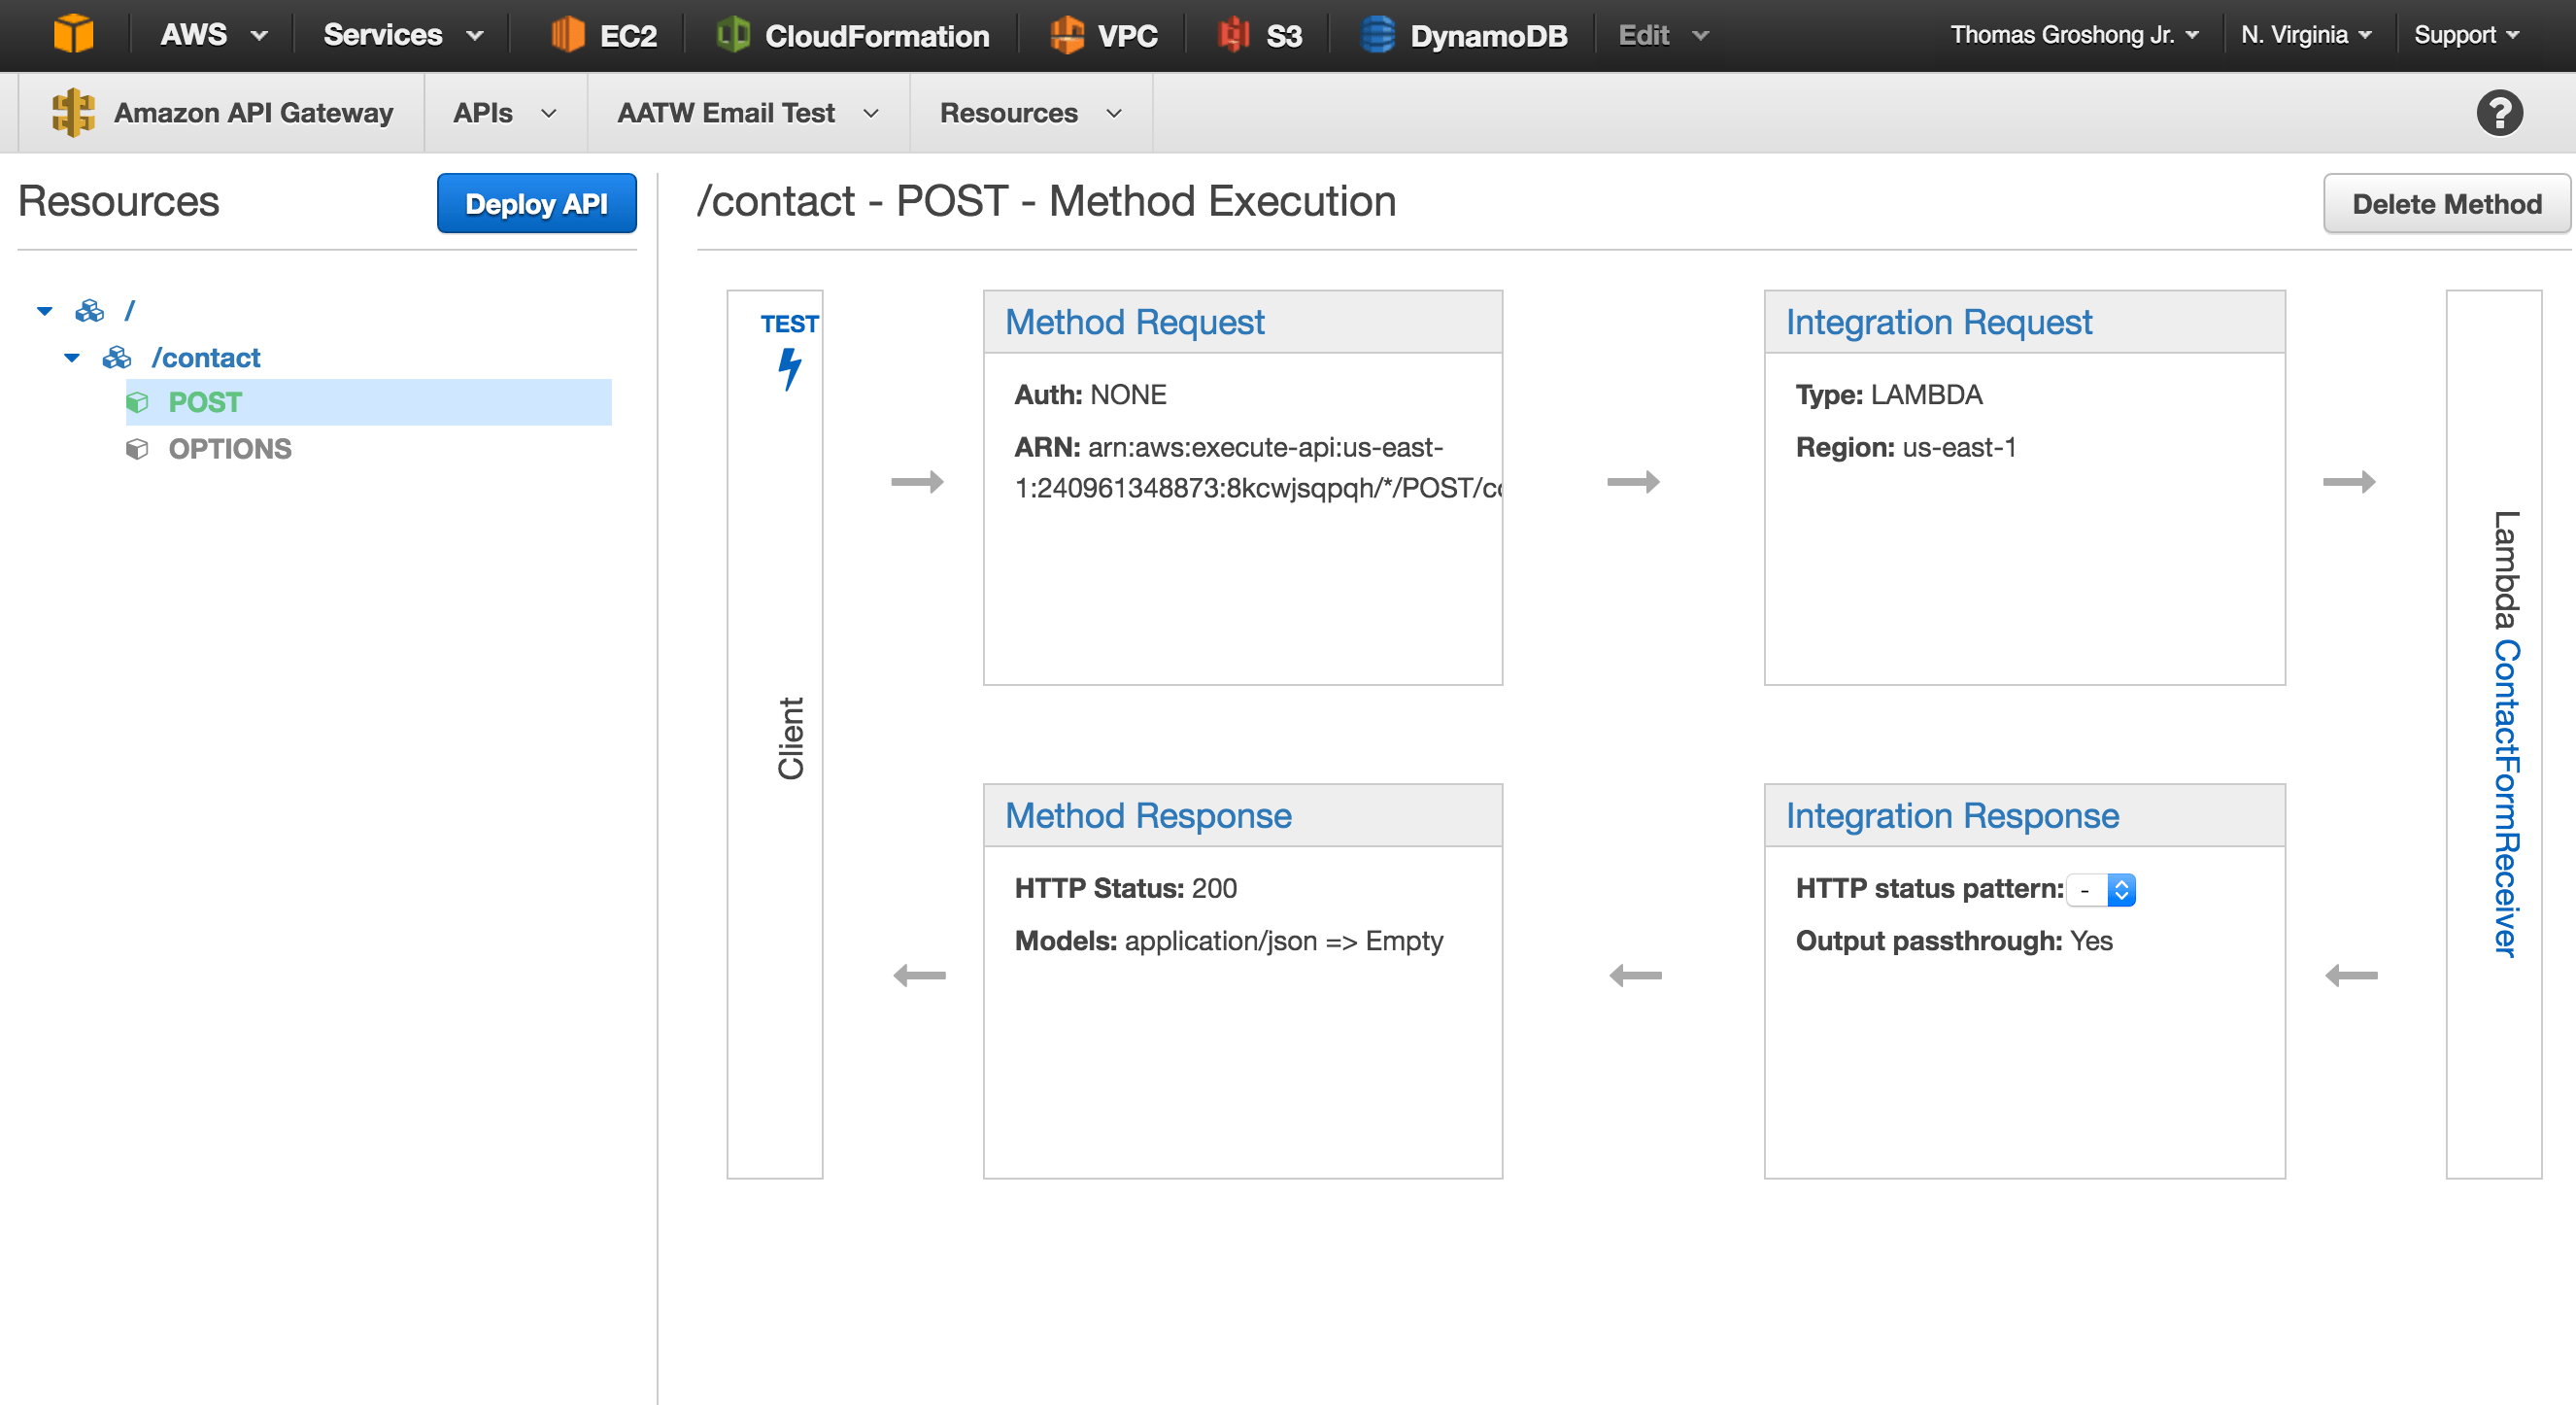 AWS Services EC2 CloudFormation VPC S3 DynamoDB Edit Thomas Groshong Jr. N. Virginia Support
Amazon API Gateway APIs AATW Email Test Resources ?
Resources Deploy API
/
/contact
POST
OPTIONS
/contact - POST - Method Execution Delete Method
TEST
Client
Method Request
Auth: NONE
ARN: arn:aws:execute-api:us-east-
1:240961348873:8kcwjsqpqh/*/POST/co
Integration Request
Type: LAMBDA
Region: us-east-1
Lambda ContactFormReceiver
Method Response
HTTP Status: 200
Models: application/json => Empty
Integration Response
HTTP status pattern: -
Output passthrough: Yes